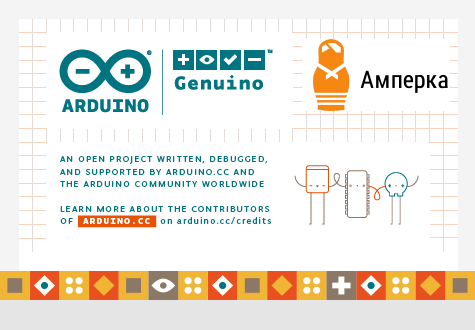 ARDUINO
Genuino
Амперка
AN OPEN PROJECT WRITTEN, DEBUGGED,
AND SUPPORTED BY ARDUINO.CC AND
THE ARDUINO COMMUNITY WORLDWIDE
LEARN MORE ABOUT THE CONTRIBUTORS
OF ARDUINO.CC on arduino.cc/credits